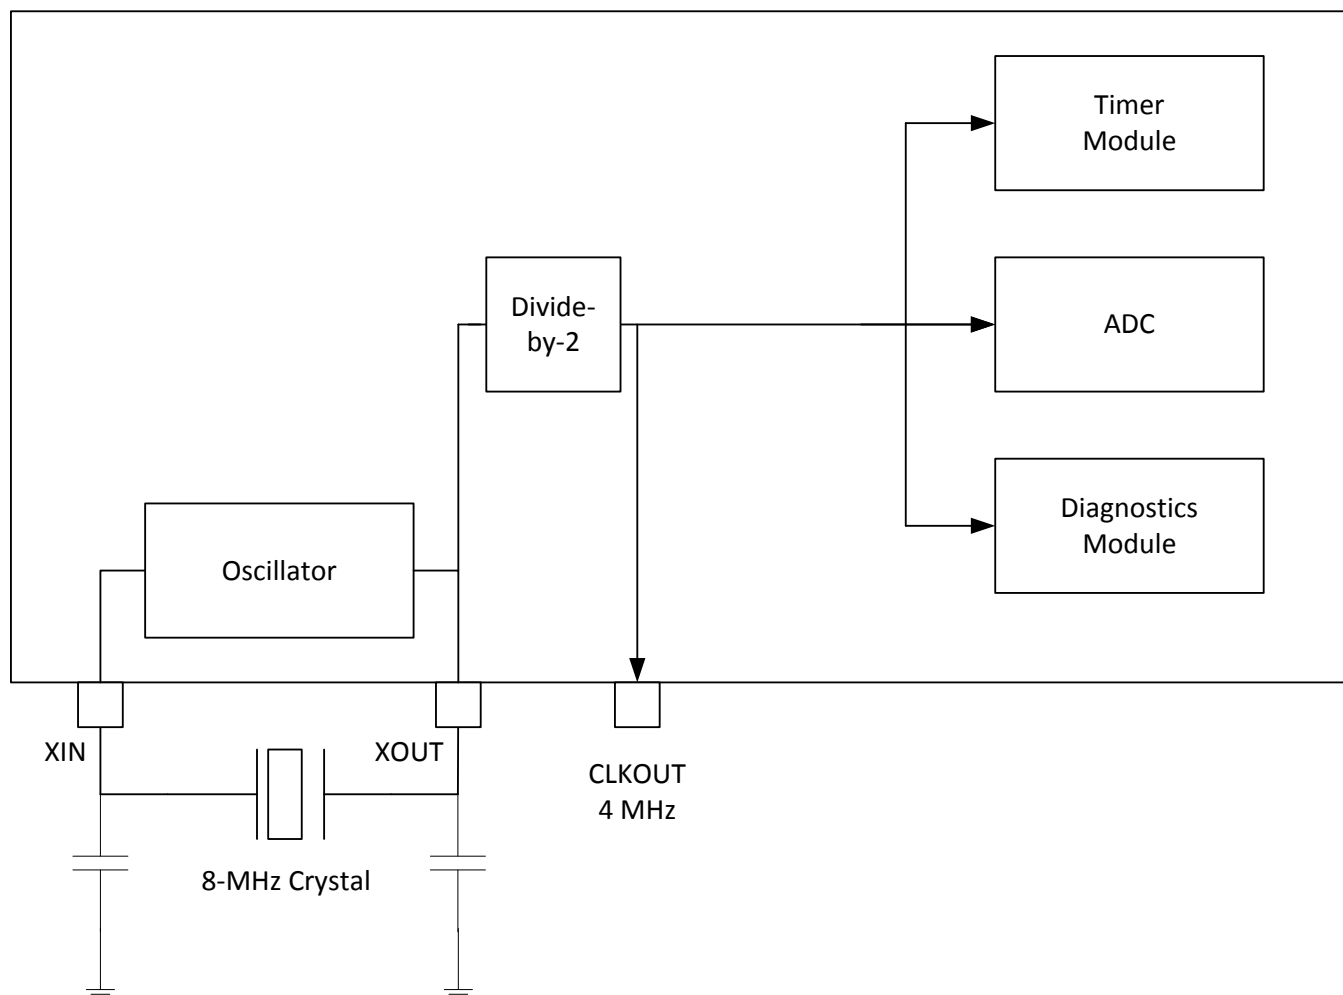 Timer
Module
Divide-
by-2
ADC
Diagnostics
Module
Oscillator
XIN
XOUT
CLKOUT
4 MHz
8-MHz Crystal